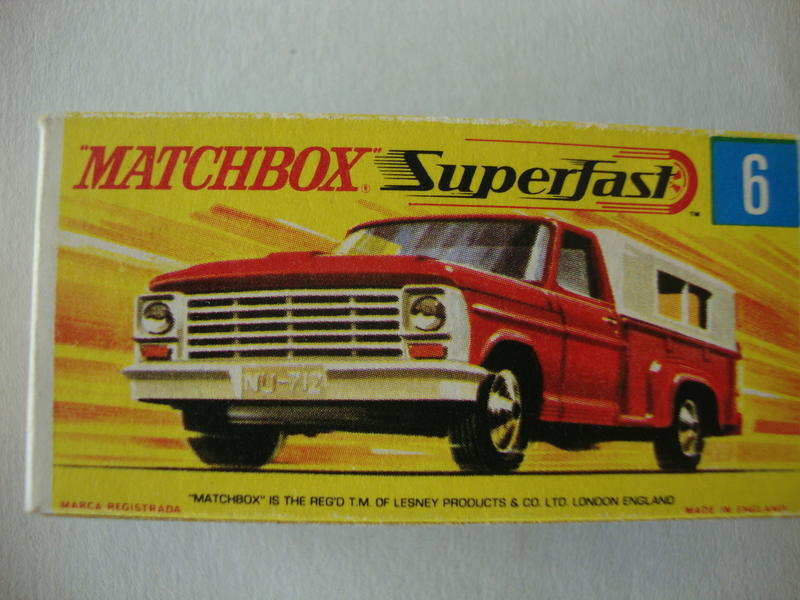 "MATCHBOX"® Superfast™
6
NU-712
"MATCHBOX" IS THE REG'D T.M. OF LESNEY PRODUCTS & CO. LTD. LONDON ENGLAND
MARCA REGISTRADA
MADE IN ENGLAND